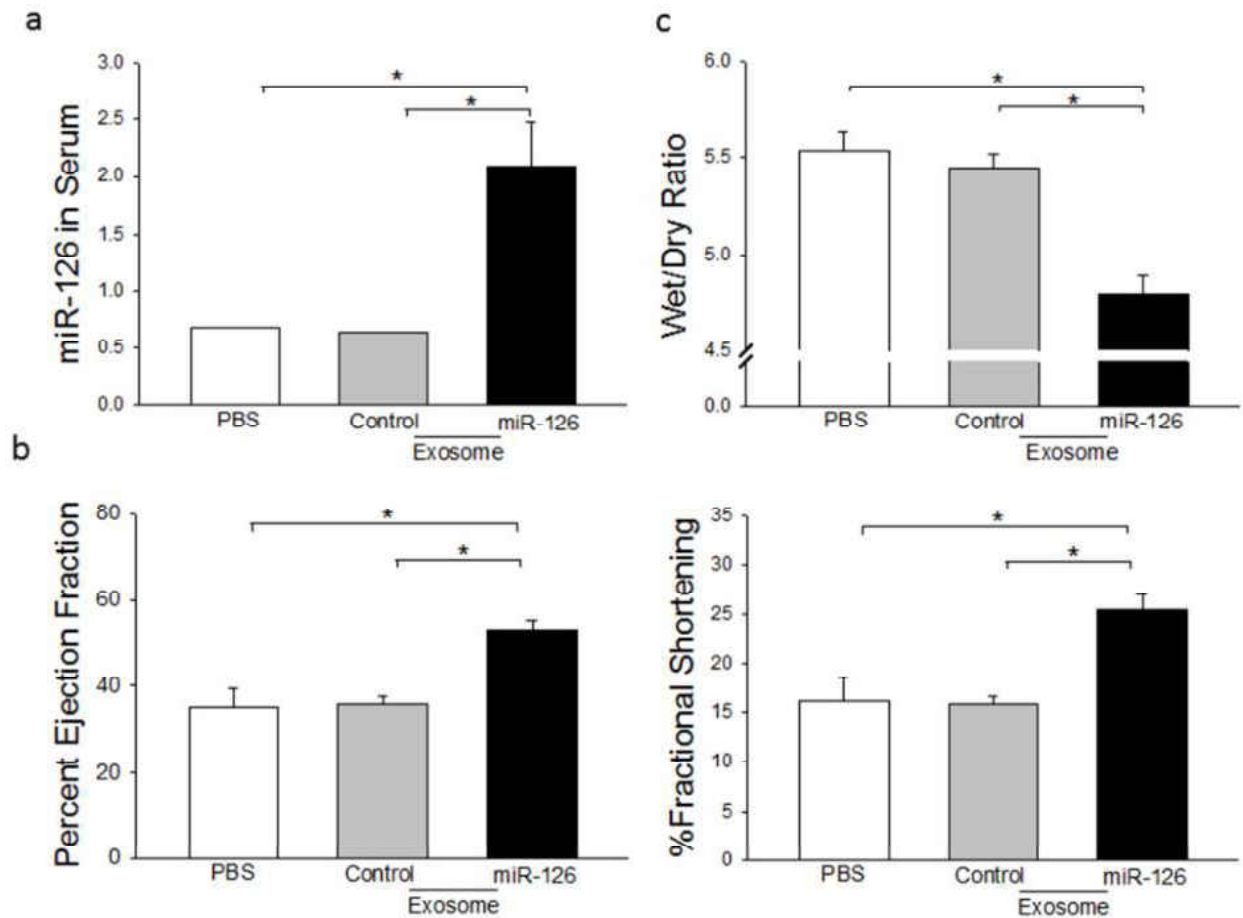 a
miR-126 in Serum
3.0
2.5
2.0
1.5
1.0
0.5
0.0
*
*
PBS
Control
miR-126
Exosome
c
Wet/Dry Ratio
6.0
5.5
5.0
4.5
0.0
*
*
PBS
Control
miR-126
Exosome
b
Percent Ejection Fraction
80
60
40
20
0
*
*
PBS
Control
miR-126
Exosome
%Fractional Shortening
35
30
25
20
15
10
5
0
*
*
PBS
Control
miR-126
Exosome